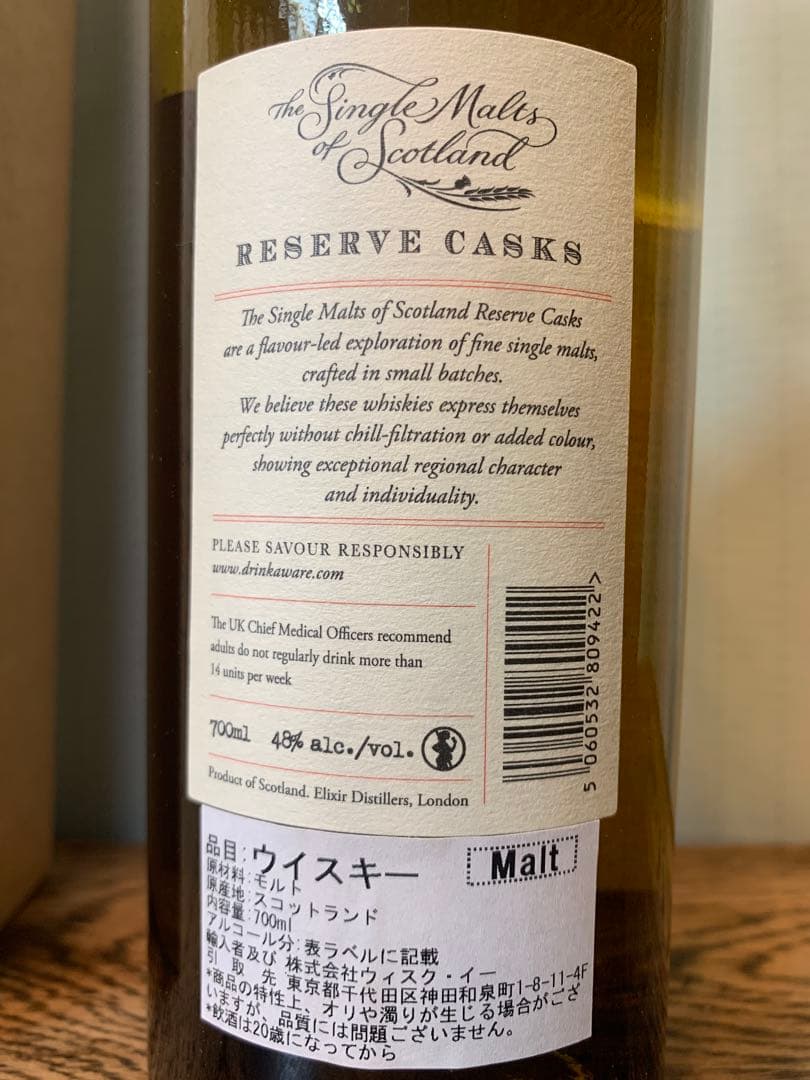 The Single Malts
of Scotland
RESERVE CASKS
The Single Malts of Scotland Reserve Casks
are a flavour-led exploration of fine single malts,
crafted in small batches.
We believe these whiskies express themselves
perfectly without chill-filtration or added colour,
showing exceptional regional character
and individuality.
PLEASE SAVOUR RESPONSIBLY
www.drinkaware.com
The UK Chief Medical Officers recommend
adults do not regularly drink more than
14 units per week
700ml 48% alc./vol.
Product of Scotland. Elixir Distillers, London
5 060532 809422 >
品目:ウイスキー
Malt
原材料:モルト
原産地:スコットランド
内容量:700ml
アルコール分:表ラベルに記載
輸入者及び 株式会社ウィスク・イー
引 取 先 東京都千代田区神田和泉町1-8-11-4F
*商品の特性上、オリや濁りが生じる場合がござ
いますが、品質には問題ございません。
*飲酒は20歳になってから